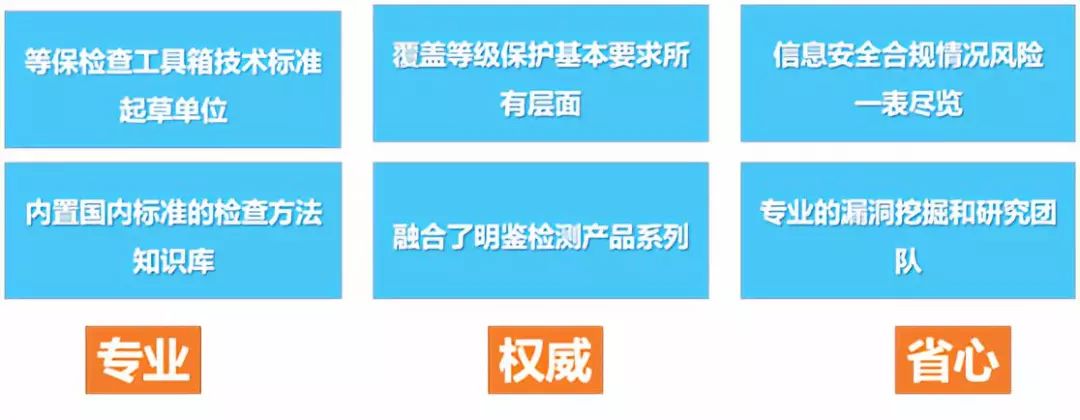 等保检查工具箱技术标准
起草单位
覆盖等级保护基本要求所
有层面
信息安全合规情况风险
一表尽览
内置国内标准的检查方法
知识库
融合了明鉴检测产品系列
专业的漏洞挖掘和研究团
队
专业
权威
省心